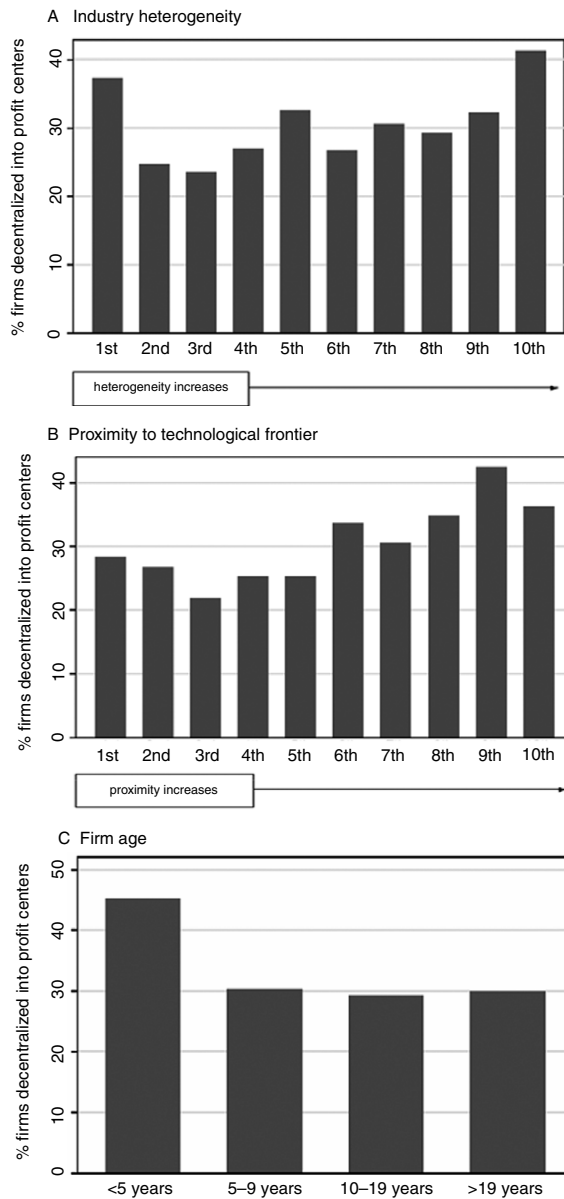 A Industry heterogeneity
% firms decentralized into profit centers
40
30
20
10
0
1st 2nd 3rd 4th 5th 6th 7th 8th 9th 10th
heterogeneity increases
B Proximity to technological frontier
% firms decentralized into profit centers
40
30
20
10
0
1st 2nd 3rd 4th 5th 6th 7th 8th 9th 10th
proximity increases
C Firm age
% firms decentralized into profit centers
50
40
30
20
10
0
<5 years 5–9 years 10–19 years >19 years